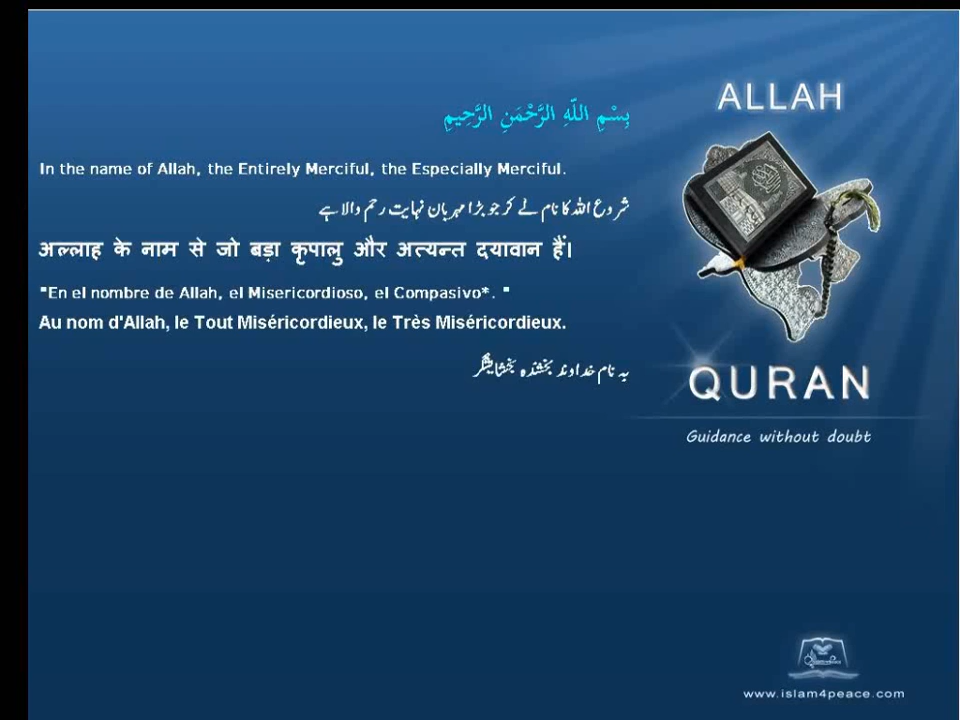 بِسْمِ اللَّهِ الرَّحْمَنِ الرَّحِيمِ
In the name of Allah, the Entirely Merciful, the Especially Merciful.
شروع الله کا نام لے کر جو بڑا مہربان نہایت رحم والا ہے
अल्लाह के नाम से जो बड़ा कृपालु और अत्यन्त दयावान हैं।
"En el nombre de Allah, el Misericordioso, el Compasivo*. "
Au nom d'Allah, le Tout Miséricordieux, le Très Miséricordieux.
به نام خداوند بخشنده بخشایشگر
ALLAH
QURAN
Guidance without doubt
www.islam4peace.com